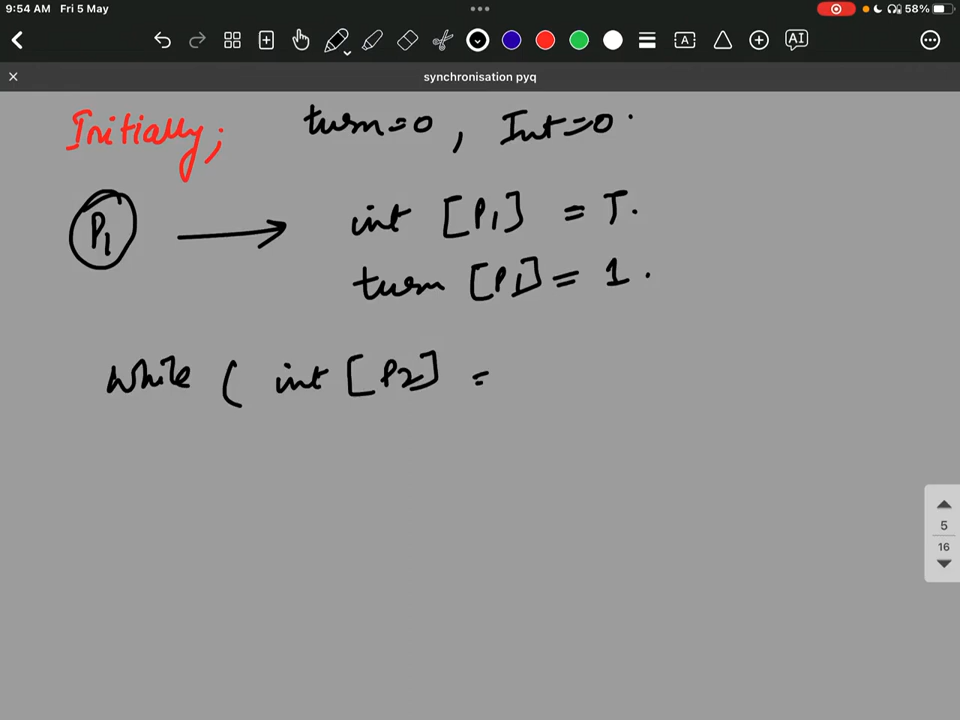 9:54 AM Fri 5 May 58%
A AI
synchronisation pyq
Initially; turn=0, Int=0.
P1 → int [P1] = T.
turn [P1] = 1.
while ( int [P2] =
5
16